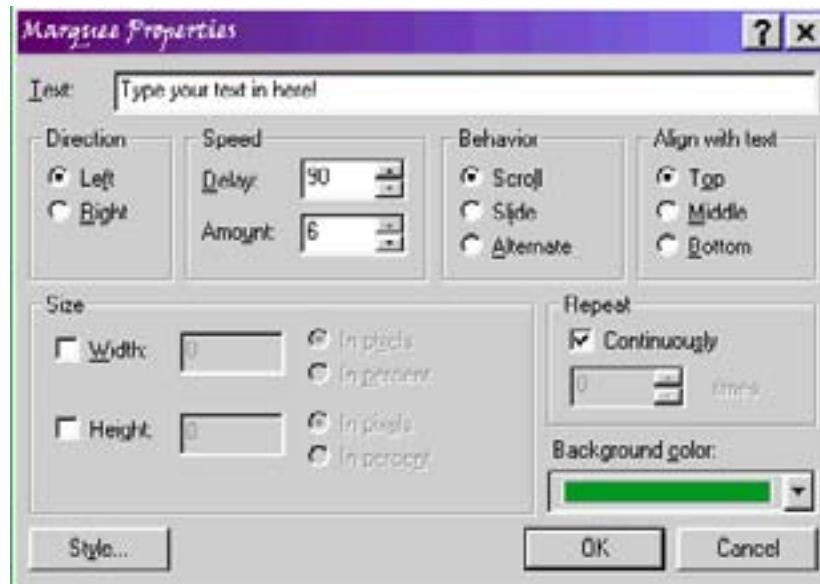 Marquee Properties
? ×
Text: Type your text in here!
Direction
Left
Right
Speed
Delay: 90
Amount: 6
Behavior
Scroll
Slide
Alternate
Align with text
Top
Middle
Bottom
Size
Width: 0
In pixels
In percent
Height: 0
In pixels
In percent
Repeat
Continuously
0 times
Background color:
Style...
OK
Cancel